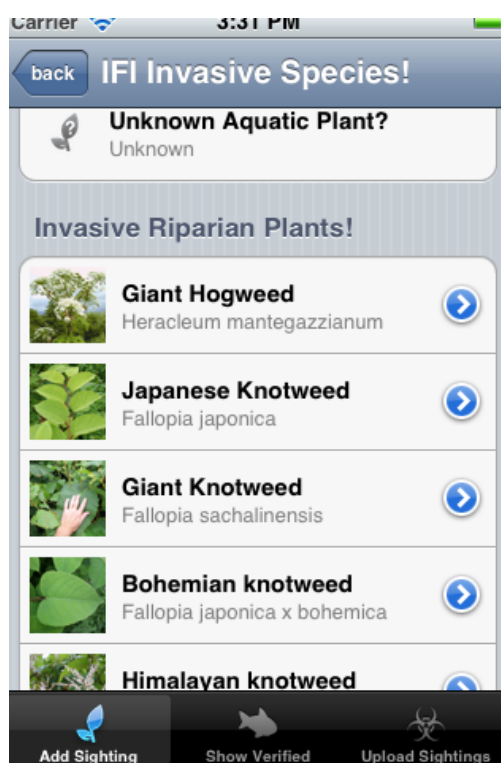 Carrier 3:31 PM
back IFI Invasive Species!
Unknown Aquatic Plant?
Unknown
Invasive Riparian Plants!
Giant Hogweed
Heracleum mantegazzianum
Japanese Knotweed
Fallopia japonica
Giant Knotweed
Fallopia sachalinensis
Bohemian knotweed
Fallopia japonica x bohemica
Himalayan knotweed
Add Sighting Show Verified Upload Sightings